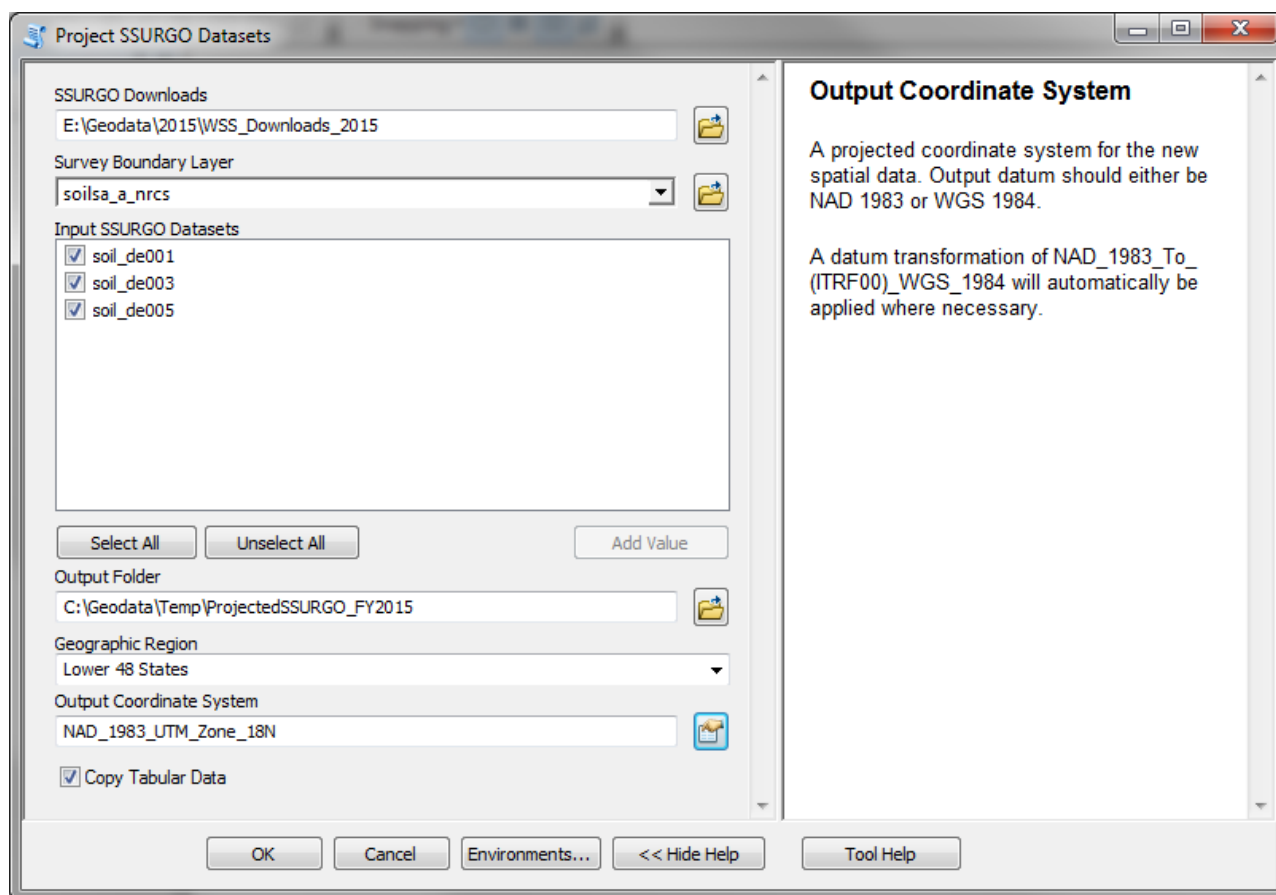 Project SSURGO Datasets
SSURGO Downloads
E:\Geodata\2015\WSS_Downloads_2015
Survey Boundary Layer
soilsa_a_nrcs
Input SSURGO Datasets
soil_de001
soil_de003
soil_de005
Select All
Unselect All
Add Value
Output Folder
C:\Geodata\Temp\ProjectedSSURGO_FY2015
Geographic Region
Lower 48 States
Output Coordinate System
NAD_1983_UTM_Zone_18N
Copy Tabular Data
Output Coordinate System
A projected coordinate system for the new
spatial data. Output datum should either be
NAD 1983 or WGS 1984.
A datum transformation of NAD_1983_To_
(ITRF00)_WGS_1984 will automatically be
applied where necessary.
OK
Cancel
Environments...
<< Hide Help
Tool Help